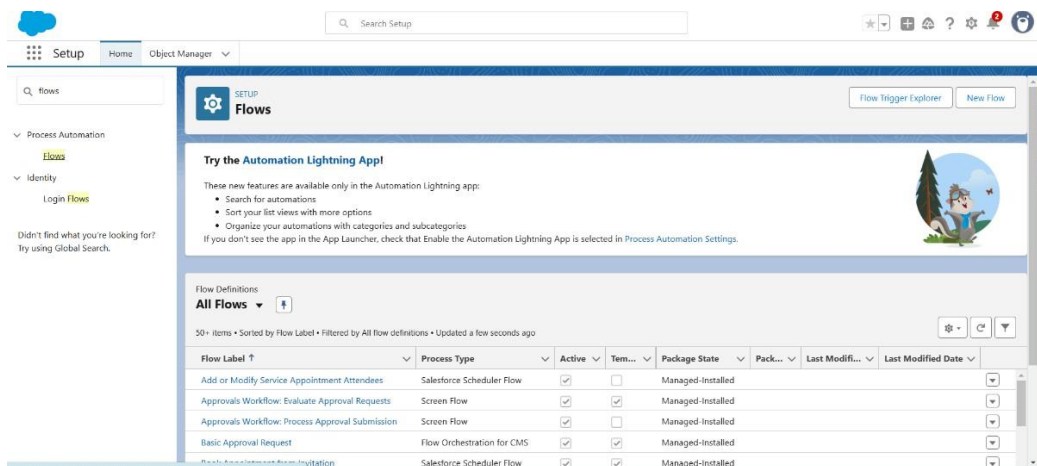 Search Setup
2
Setup
Home
Object Manager
flows
Process Automation
Flows
Identity
Login Flows
Didn't find what you're looking for?
Try using Global Search.
SETUP
Flows
Flow Trigger Explorer
New Flow
Try the Automation Lightning App!
These new features are available only in the Automation Lightning app:
• Search for automations
• Sort your list views with more options
• Organize your automations with categories and subcategories
If you don't see the app in the App Launcher, check that Enable the Automation Lightning App is selected in Process Automation Settings.
Flow Definitions
All Flows
50+ items • Sorted by Flow Label • Filtered by All flow definitions • Updated a few seconds ago
Flow Label ↑ Process Type Active Tem... Package State Pack... Last Modifi... Last Modified Date
Add or Modify Service Appointment Attendees Salesforce Scheduler Flow Managed-Installed
Approvals Workflow: Evaluate Approval Requests Screen Flow Managed-Installed
Approvals Workflow: Process Approval Submission Screen Flow Managed-Installed
Basic Approval Request Flow Orchestration for CMS Managed-Installed
Book Appointment from Invitation Salesforce Scheduler Flow Managed-Installed